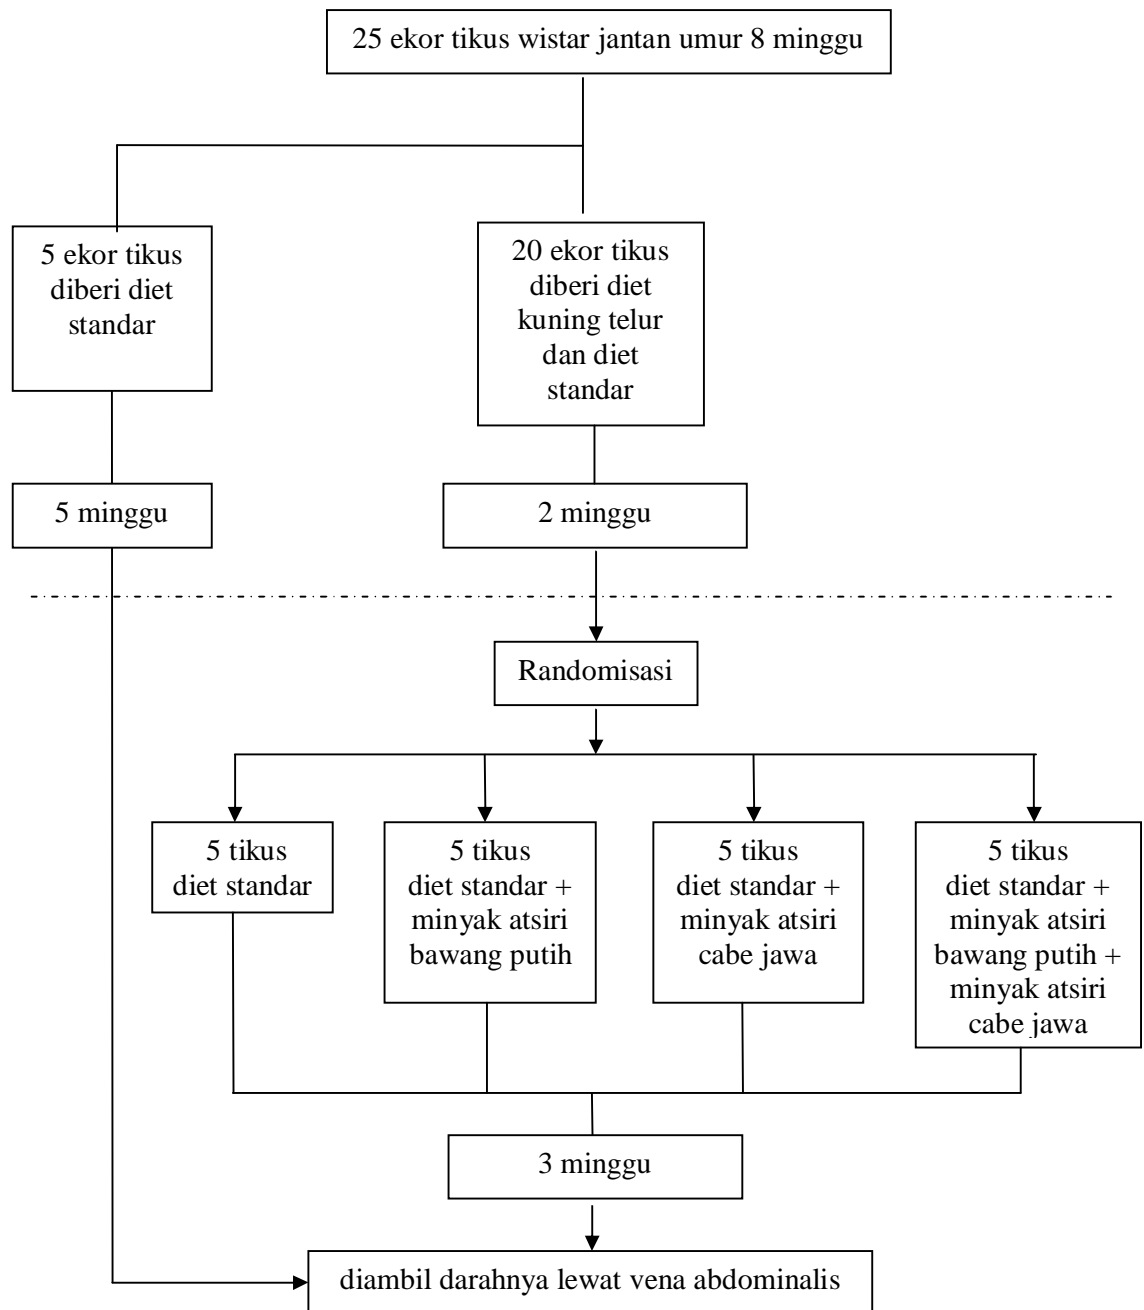 25 ekor tikus wistar jantan umur 8 minggu
5 ekor tikus
diberi diet
standar
20 ekor tikus
diberi diet
kuning telur
dan diet
standar
5 minggu
2 minggu
Randomisasi
5 tikus
diet standar
5 tikus
diet standar +
minyak atsiri
bawang putih
5 tikus
diet standar +
minyak atsiri
cabe jawa
5 tikus
diet standar +
minyak atsiri
bawang putih +
minyak atsiri
cabe jawa
3 minggu
diambil darahnya lewat vena abdominalis